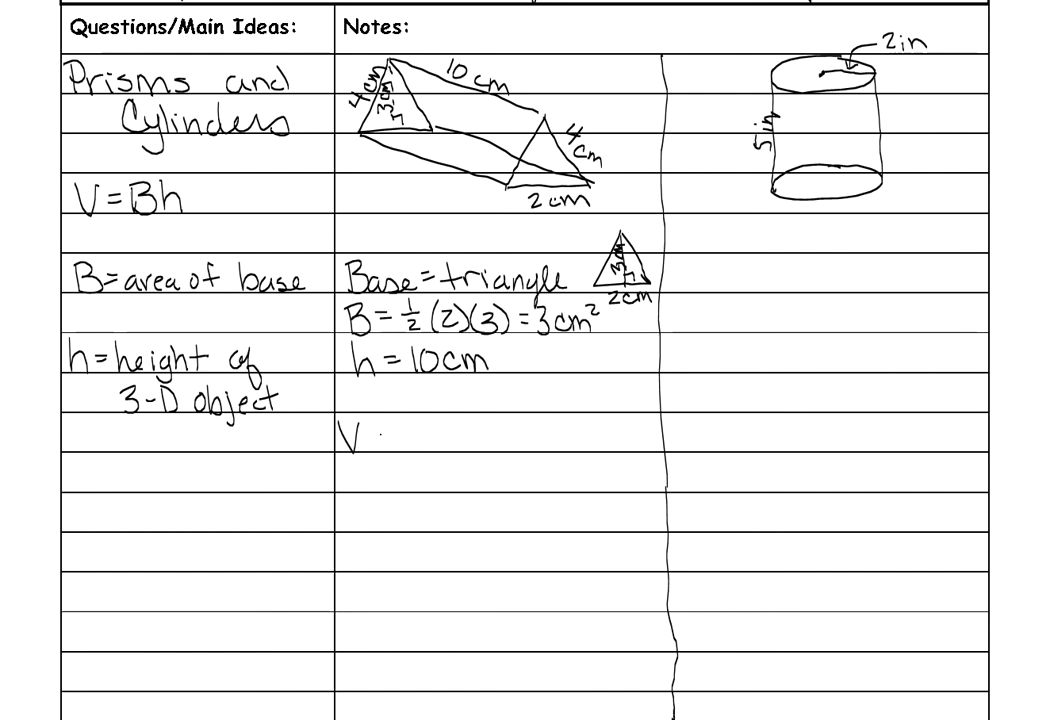 Questions/Main Ideas:
Notes:
Prisms and
Cylinders
V = Bh
B = area of base
h = height of
3-D object
4 cm
3 cm
10 cm
4
cm
2 cm
Base = triangle
3 cm
2 cm
B = 1/2 (2)(3) = 3 cm²
h = 10 cm
V
2 in
5 in